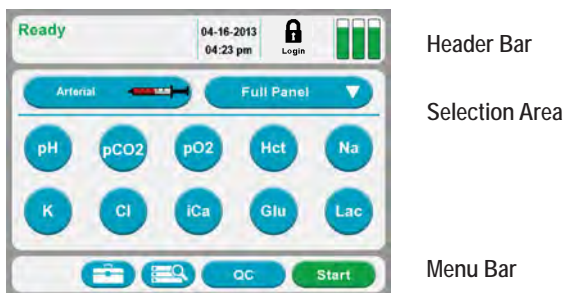 Ready
04-16-2013
04:23 pm
Login
Header Bar
Arterial
Full Panel
Selection Area
pH pCO2 pO2 Hct Na
K Cl iCa Glu Lac
QC
Start
Menu Bar